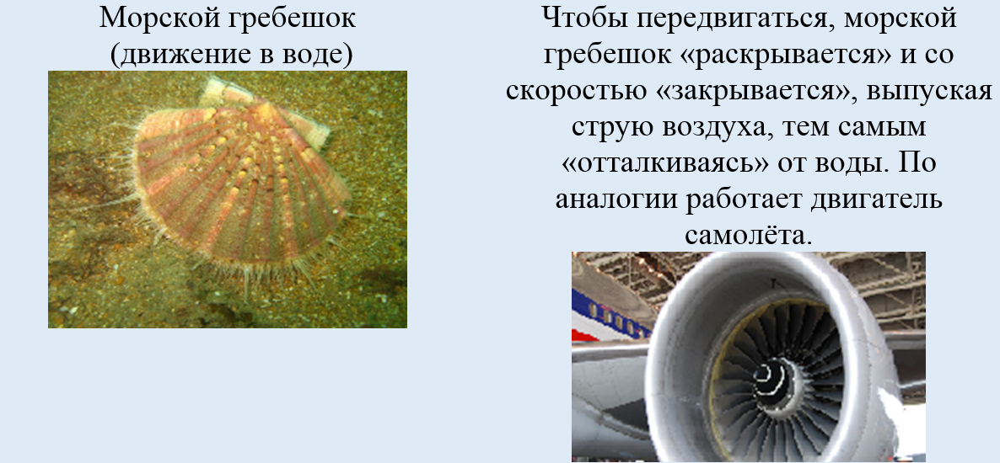 Морской гребешок
(движение в воде)
Чтобы передвигаться, морской
гребешок «раскрывается» и со
скоростью «закрывается», выпуская
струю воздуха, тем самым
«отталкиваясь» от воды. По
аналогии работает двигатель
самолёта.